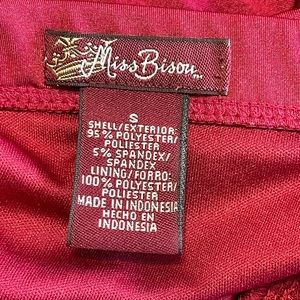 Miss Bisou
S
SHELL/EXTERIOR:
95% POLYESTER/
POLIESTER
5% SPANDEX/
SPANDEX
LINING/FORRO:
100% POLYESTER/
POLIESTER
MADE IN INDONESIA
HECHO EN
INDONESIA